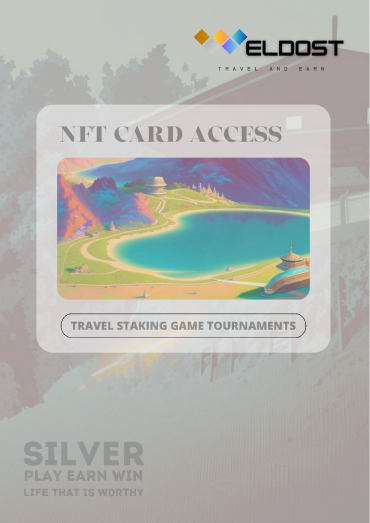 ELDOST
TRAVEL AND EARN
NFT CARD ACCESS
TRAVEL STAKING GAME TOURNAMENTS
SILVER
PLAY EARN WIN
LIFE THAT IS WORTHY